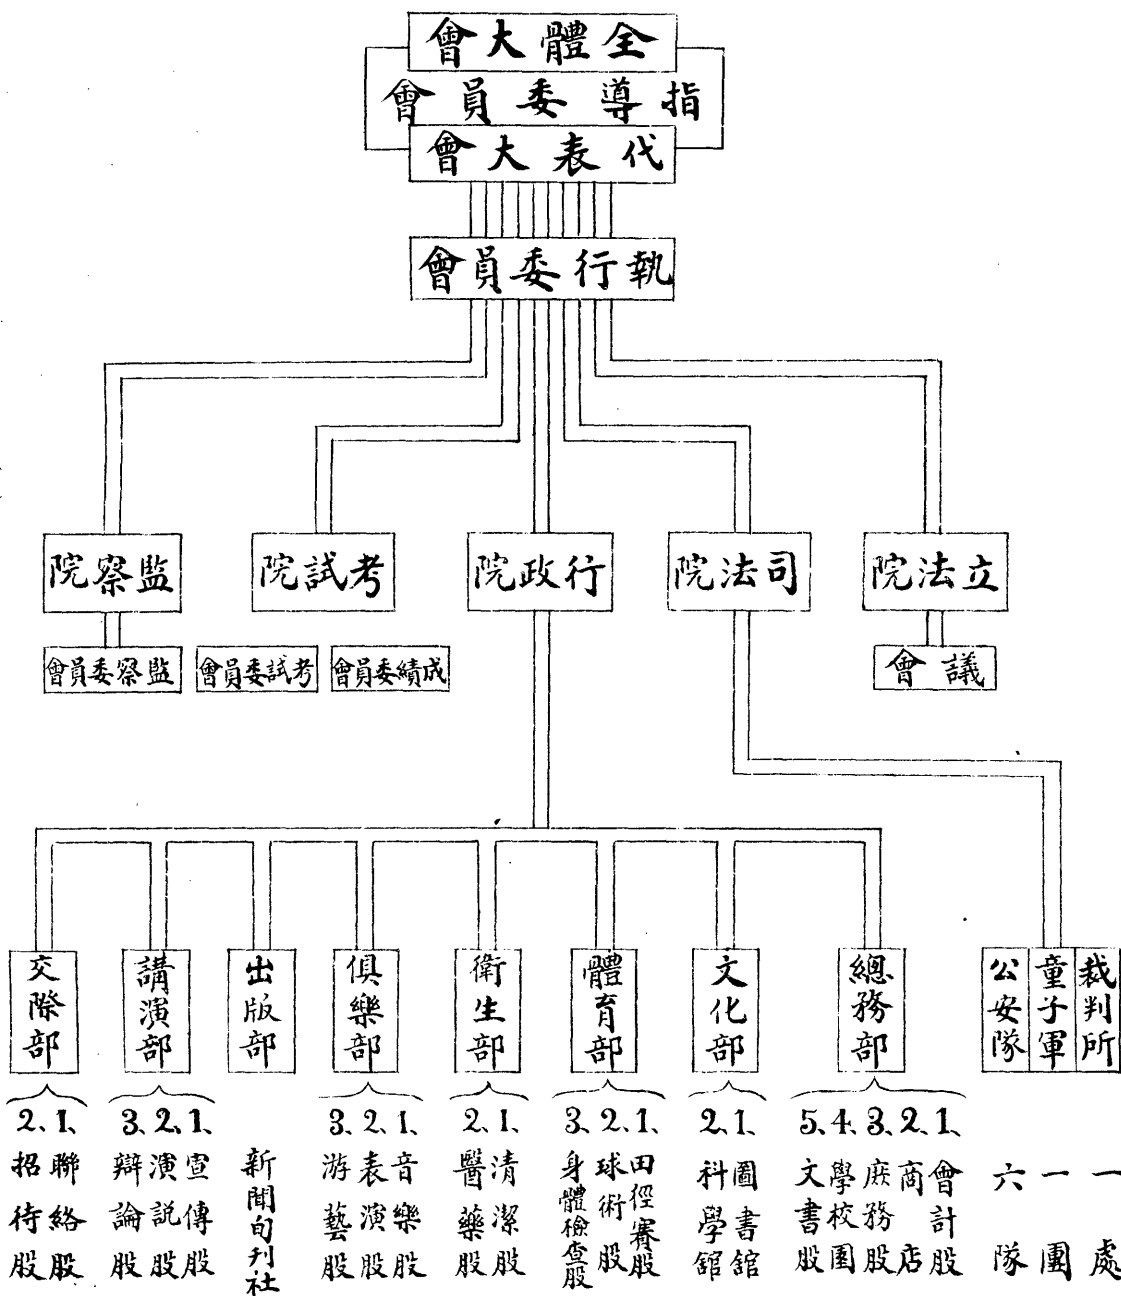 全體大會
指導委員會
代表大會
執行委員會
立法院
司法院
行政院
考試院
監察院
議會
成績委員會
考試委員會
監察委員會
裁判所
童子軍
公安隊
總務部
文化部
體育部
衛生部
俱樂部
出版部
講演部
交際部
一處
一團
六隊
1、會計股
2、商店
3、庶務股
4、學校園
5、文書股
1、圖書館
2、科學館
1、田徑賽股
2、球術股
3、身體檢查股
1、清潔股
2、醫藥股
1、音樂股
2、表演股
3、游藝股
新聞旬刊社
1、宣傳股
2、演說股
3、辯論股
1、聯絡股
2、招待股